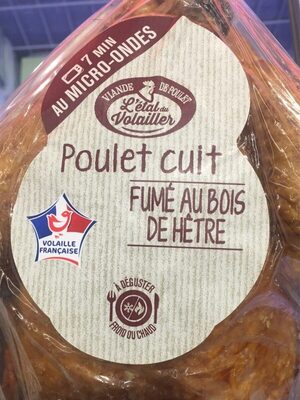 7 MIN
AU MICRO-ONDES
VIANDE DE POULET
L'étal du
Volailler
Poulet cuit
FUMÉ AU BOIS
DE HÊTRE
VOLAILLE
FRANÇAISE
À DÉGUSTER
FROID OU CHAUD